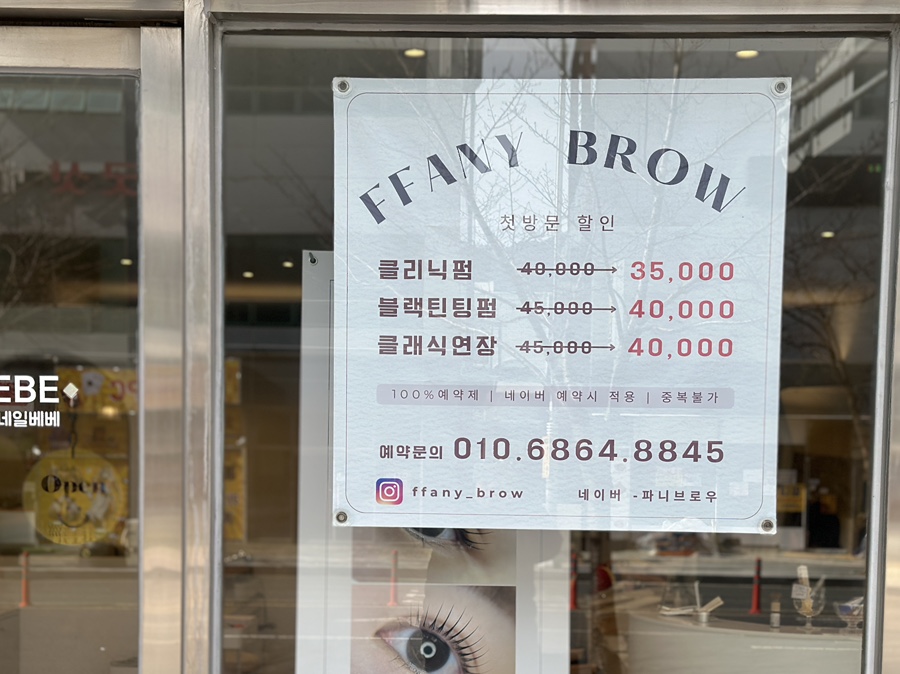 FFANY BROW
첫방문 할인
클리닉펌 40,000→ 35,000
블랙틴팅펌 45,000→ 40,000
클래식연장 45,000→ 40,000
100%예약제 | 네이버 예약시 적용 | 중복불가
예약문의 010.6864.8845
ffany_brow 네이버 -파니브로우
EBE
네일베베
Open